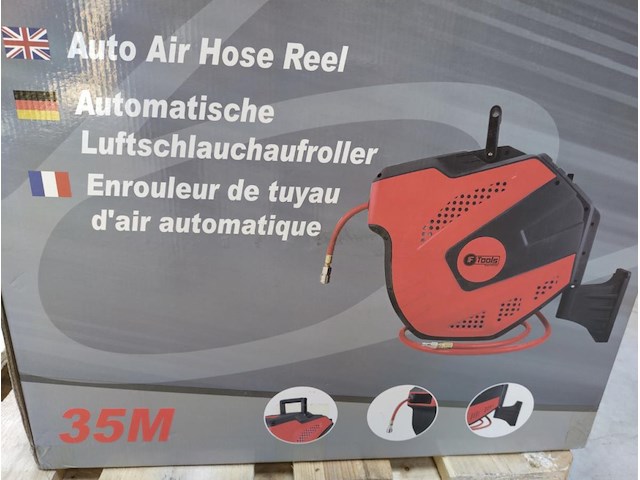 Auto Air Hose Reel
Automatische
Luftschlauchaufroller
Enrouleur de tuyau
d'air automatique
Tools
35M